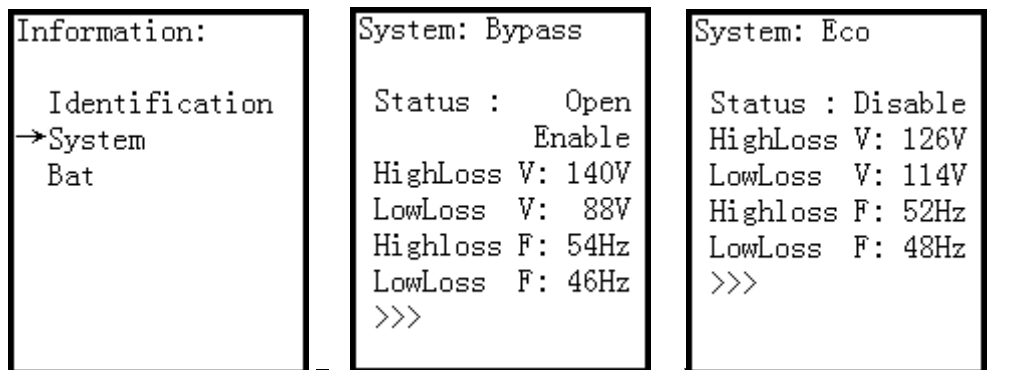 Information:
Identification
→System
Bat
System: Bypass
Status : Open
Enable
HighLoss V: 140V
LowLoss V: 88V
Highloss F: 54Hz
LowLoss F: 46Hz
>>>
System: Eco
Status : Disable
HighLoss V: 126V
LowLoss V: 114V
Highloss F: 52Hz
LowLoss F: 48Hz
>>>